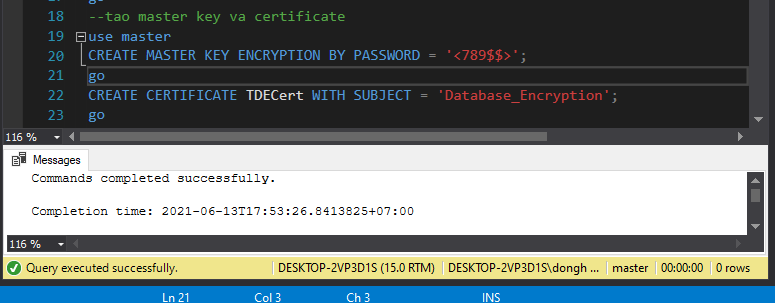 go
18 --tao master key va certificate
19 use master
20 CREATE MASTER KEY ENCRYPTION BY PASSWORD = '<789$$>';
21 go
22 CREATE CERTIFICATE TDECert WITH SUBJECT = 'Database_Encryption';
23 go
116 %
Messages
Commands completed successfully.
Completion time: 2021-06-13T17:53:26.8413825+07:00
116 %
Query executed successfully. DESKTOP-2VP3D1S (15.0 RTM) DESKTOP-2VP3D1S\dongh ... master 00:00:00 0 rows
Ln 21 Col 3 Ch 3 INS